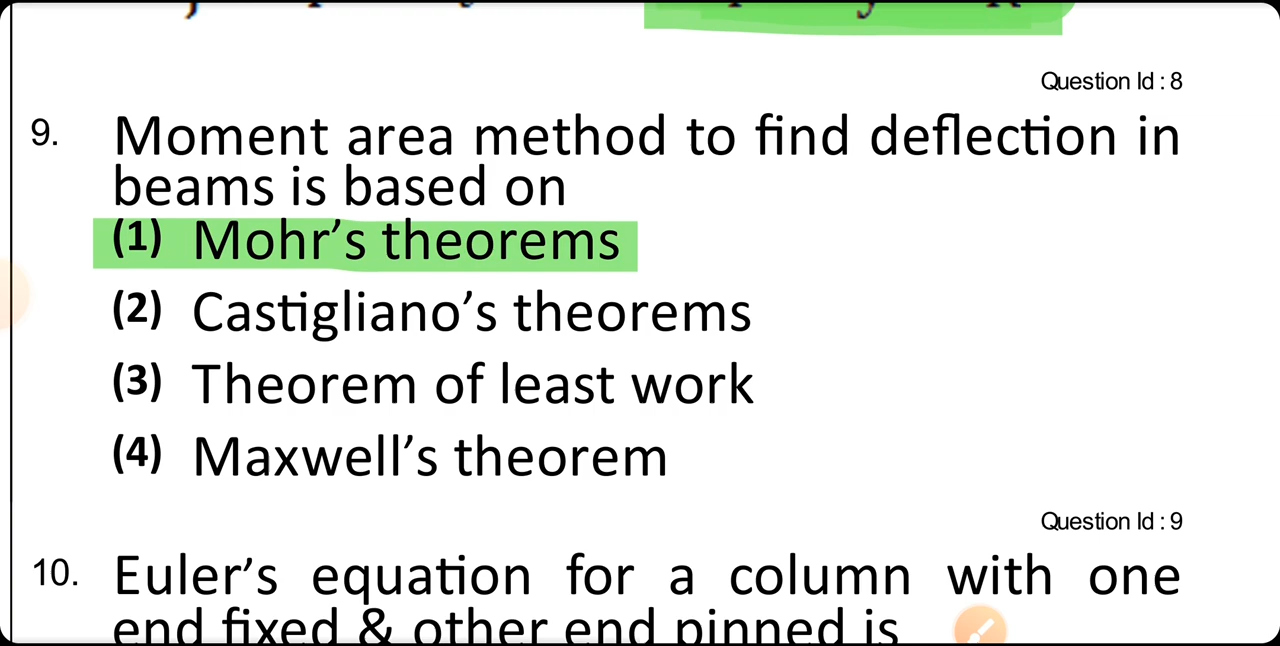 Question Id : 8
9. Moment area method to find deflection in
beams is based on
(1) Mohr’s theorems
(2) Castigliano’s theorems
(3) Theorem of least work
(4) Maxwell’s theorem
Question Id : 9
10. Euler’s equation for a column with one
end fixed & other end pinned is